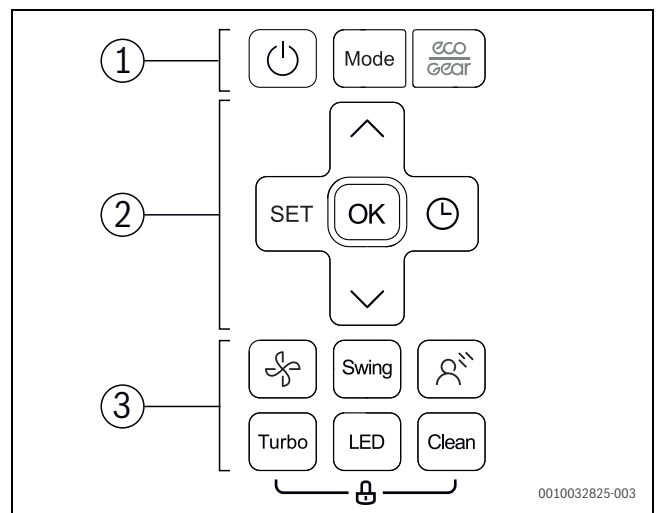 1
Mode
eco
Gear
2
SET
OK
3
Swing
Turbo
LED
Clean
0010032825-003